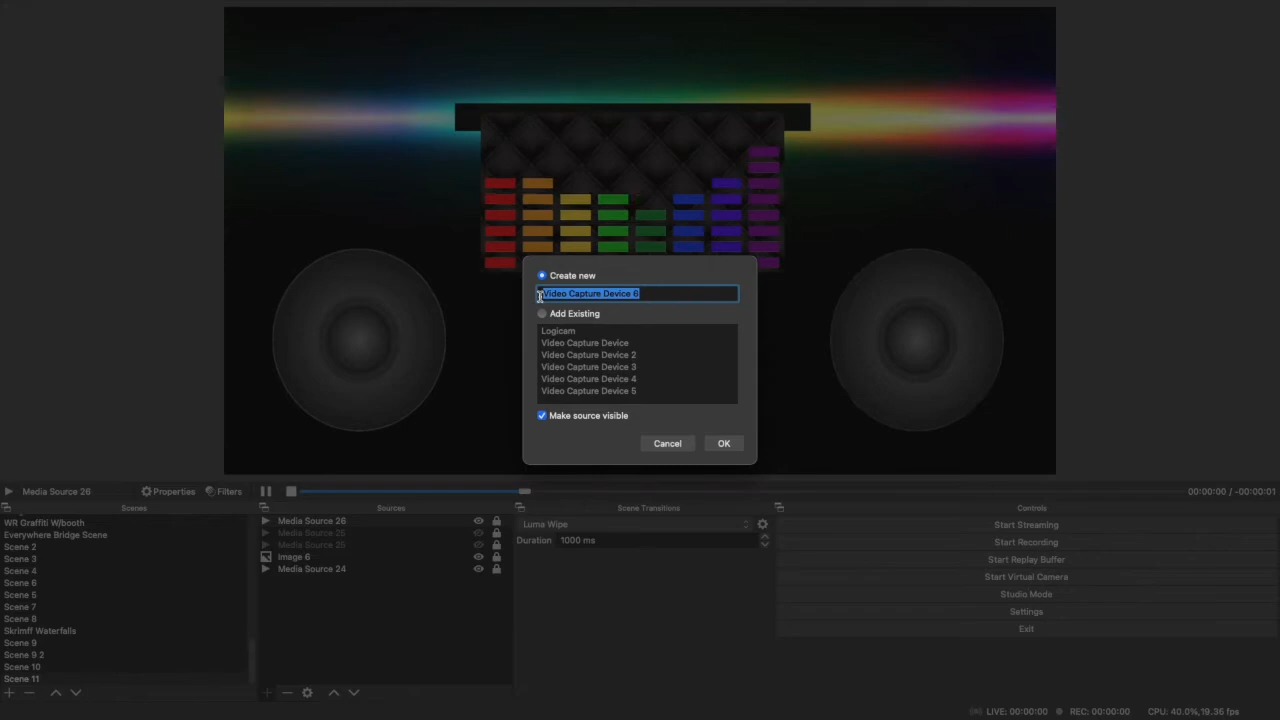 Create new
Video Capture Device 6
Add Existing
Logicam
Video Capture Device
Video Capture Device 2
Video Capture Device 3
Video Capture Device 4
Video Capture Device 5
Make source visible
Cancel
OK
Media Source 26
Properties
Filters
00:00:00 / -00:00:01
Scenes
Sources
Scene Transitions
Controls
WR Graffiti W/booth
Everywhere Bridge Scene
Scene 2
Scene 3
Scene 4
Scene 6
Scene 5
Scene 7
Scene 8
Skrimff Waterfalls
Scene 9
Scene 9 2
Scene 10
Scene 11
Media Source 26
Media Source 25
Media Source 25
Image 6
Media Source 24
Luma Wipe
Duration 1000 ms
Start Streaming
Start Recording
Start Replay Buffer
Start Virtual Camera
Studio Mode
Settings
Exit
LIVE: 00:00:00
REC: 00:00:00
CPU: 40.0%,19.36 fps